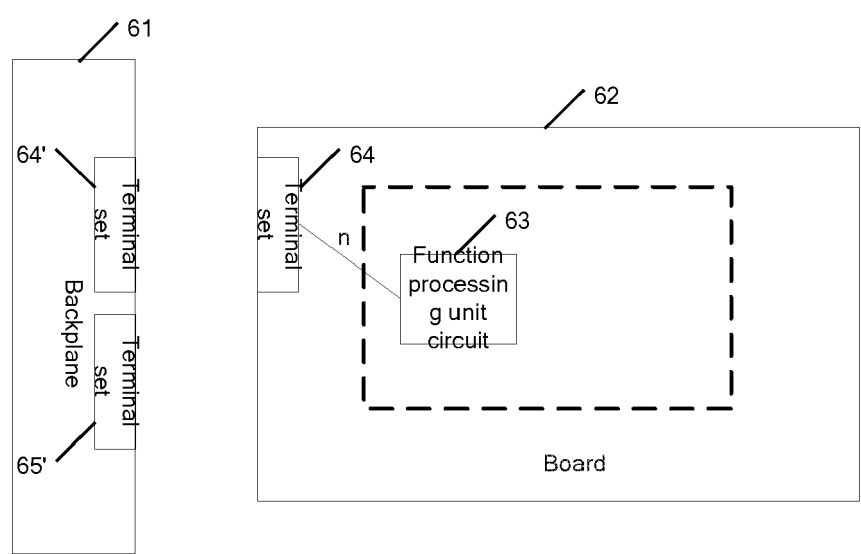 61
62
64'
64
Terminal
set
Terminal
set
n
63
Function
processin
g unit
circuit
Backplane
Terminal
set
65'
Board